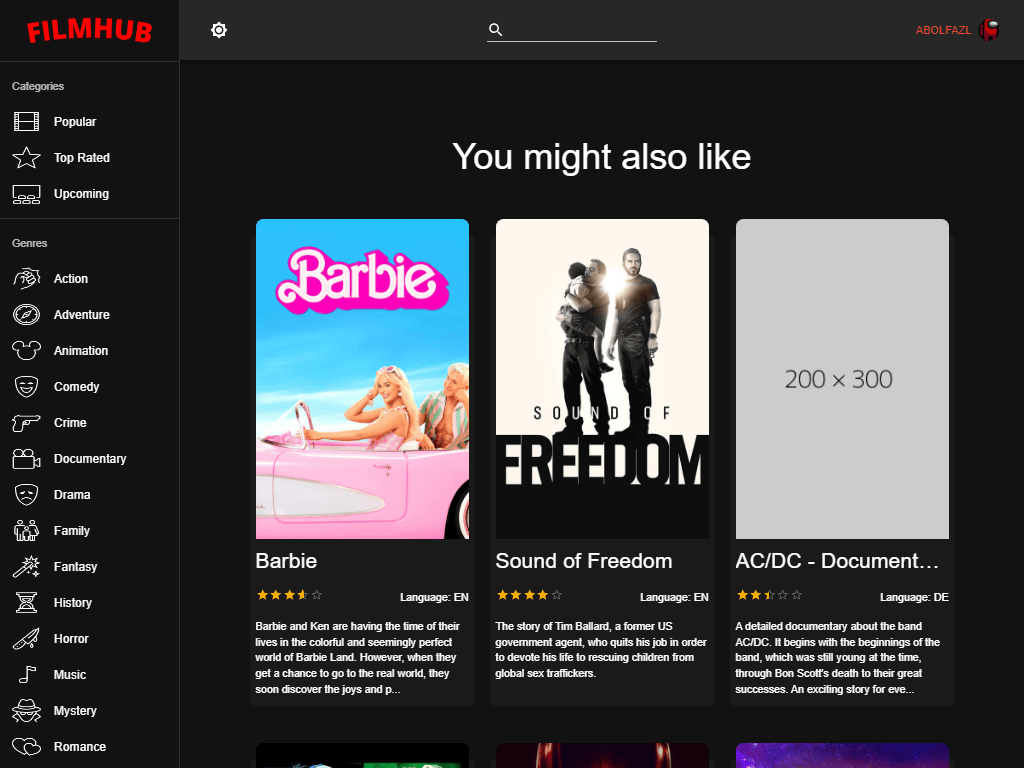 FILMHUB
ABOLFAZL
Categories
Popular
Top Rated
Upcoming
Genres
Action
Adventure
Animation
Comedy
Crime
Documentary
Drama
Family
Fantasy
History
Horror
Music
Mystery
Romance
You might also like
Barbie
Barbie
Language: EN
Barbie and Ken are having the time of their
lives in the colorful and seemingly perfect
world of Barbie Land. However, when they
get a chance to go to the real world, they
soon discover the joys and p...
SOUND OF
FREEDOM
Sound of Freedom
Language: EN
The story of Tim Ballard, a former US
government agent, who quits his job in order
to devote his life to rescuing children from
global sex traffickers.
200 × 300
AC/DC - Document...
Language: DE
A detailed documentary about the band
AC/DC. It begins with the beginnings of the
band, which was still young at the time,
through Bon Scott's death to their great
successes. An exciting story for eve...